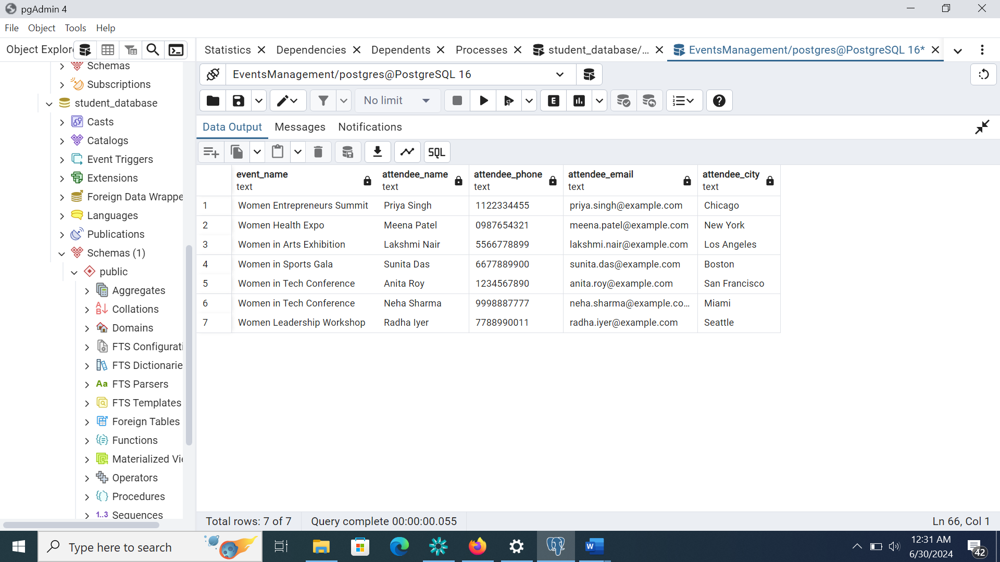 pgAdmin 4
File Object Tools Help
Object Explor
Statistics Dependencies Dependents Processes student_database/... EventsManagement/postgres@PostgreSQL 16*
Schemas
Subscriptions
student_database
Casts
Catalogs
Event Triggers
Extensions
Foreign Data Wrappe
Languages
Publications
Schemas (1)
public
Aggregates
Collations
Domains
FTS Configurati
FTS Dictionarie
Aa FTS Parsers
FTS Templates
Foreign Tables
Functions
Materialized Vie
Operators
Procedures
1..3 Sequences
EventsManagement/postgres@PostgreSQL 16
No limit
E
Data Output Messages Notifications
SQL
event_name attendee_name attendee_phone attendee_email attendee_city
text text text text text
1 Women Entrepreneurs Summit Priya Singh 1122334455 priya.singh@example.com Chicago
2 Women Health Expo Meena Patel 0987654321 meena.patel@example.com New York
3 Women in Arts Exhibition Lakshmi Nair 5566778899 lakshmi.nair@example.com Los Angeles
4 Women in Sports Gala Sunita Das 6677889900 sunita.das@example.com Boston
5 Women in Tech Conference Anita Roy 1234567890 anita.roy@example.com San Francisco
6 Women in Tech Conference Neha Sharma 9998887777 neha.sharma@example.co... Miami
7 Women Leadership Workshop Radha Iyer 7788990011 radha.iyer@example.com Seattle
Total rows: 7 of 7 Query complete 00:00:00.055 Ln 66, Col 1
Type here to search
W
12:31 AM
6/30/2024
42